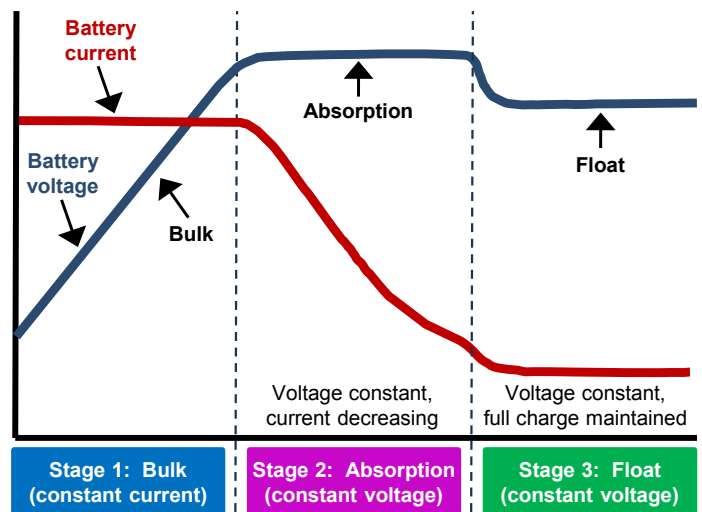 Battery
current
Absorption
Float
Battery
voltage
Bulk
Voltage constant,
current decreasing
Voltage constant,
full charge maintained
Stage 1: Bulk
(constant current)
Stage 2: Absorption
(constant voltage)
Stage 3: Float
(constant voltage)